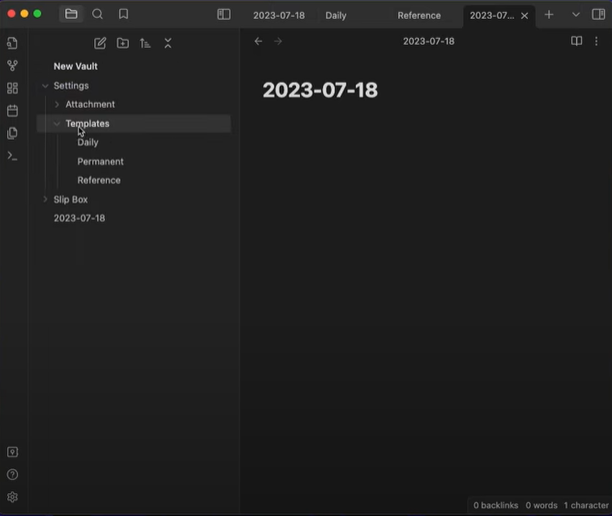 2023-07-18 Daily Reference 2023-07...
2023-07-18
New Vault
Settings
Attachment
Templates
Daily
Permanent
Reference
Slip Box
2023-07-18
2023-07-18
0 backlinks 0 words 1 character